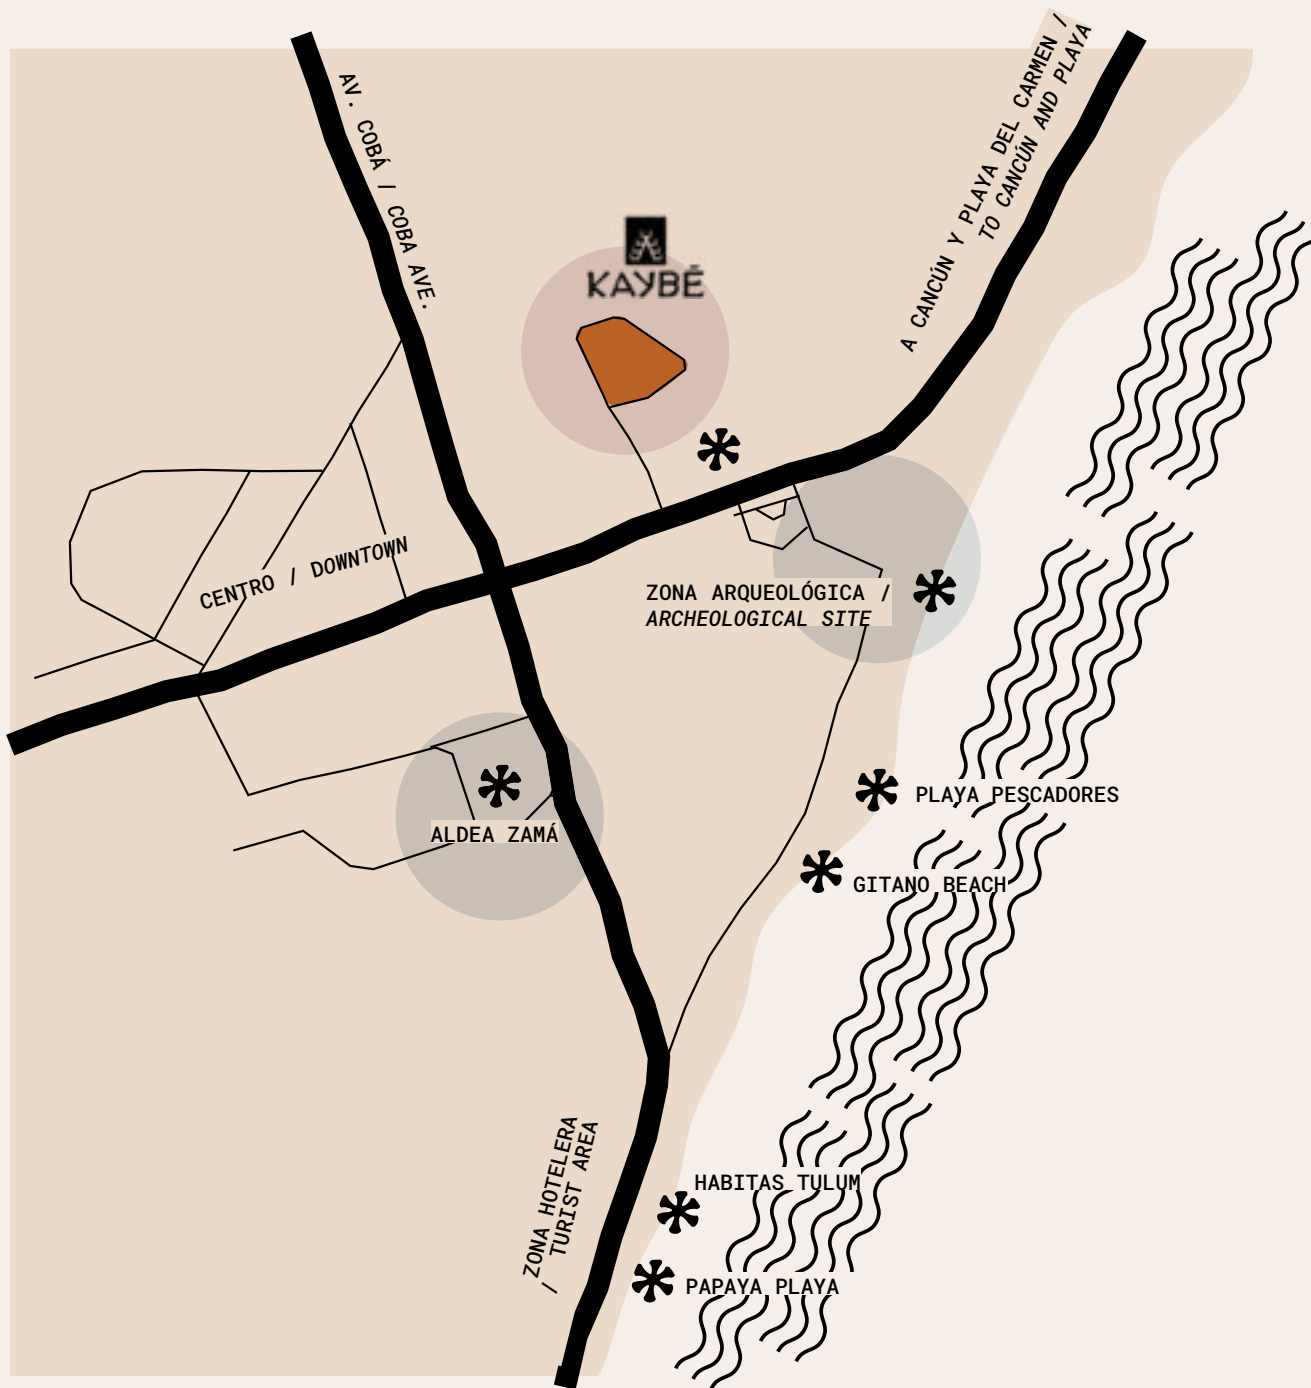 A CANCÚN Y PLAYA DEL CARMEN /
TO CANCÚN AND PLAYA
AV. COBÁ / COBA AVE.
KAYBÉ
CENTRO / DOWNTOWN
ZONA ARQUEOLÓGICA /
ARCHEOLOGICAL SITE
PLAYA PESCADORES
ALDEA ZAMÁ
GITANO BEACH
ZONA HOTELERA
/ TURIST AREA
HABITAS TULUM
PAPAYA PLAYA